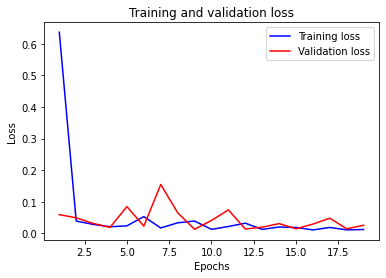 Training and validation loss
Training loss
Validation loss
Loss
0.6
0.5
0.4
0.3
0.2
0.1
0.0
2.5 5.0 7.5 10.0 12.5 15.0 17.5
Epochs